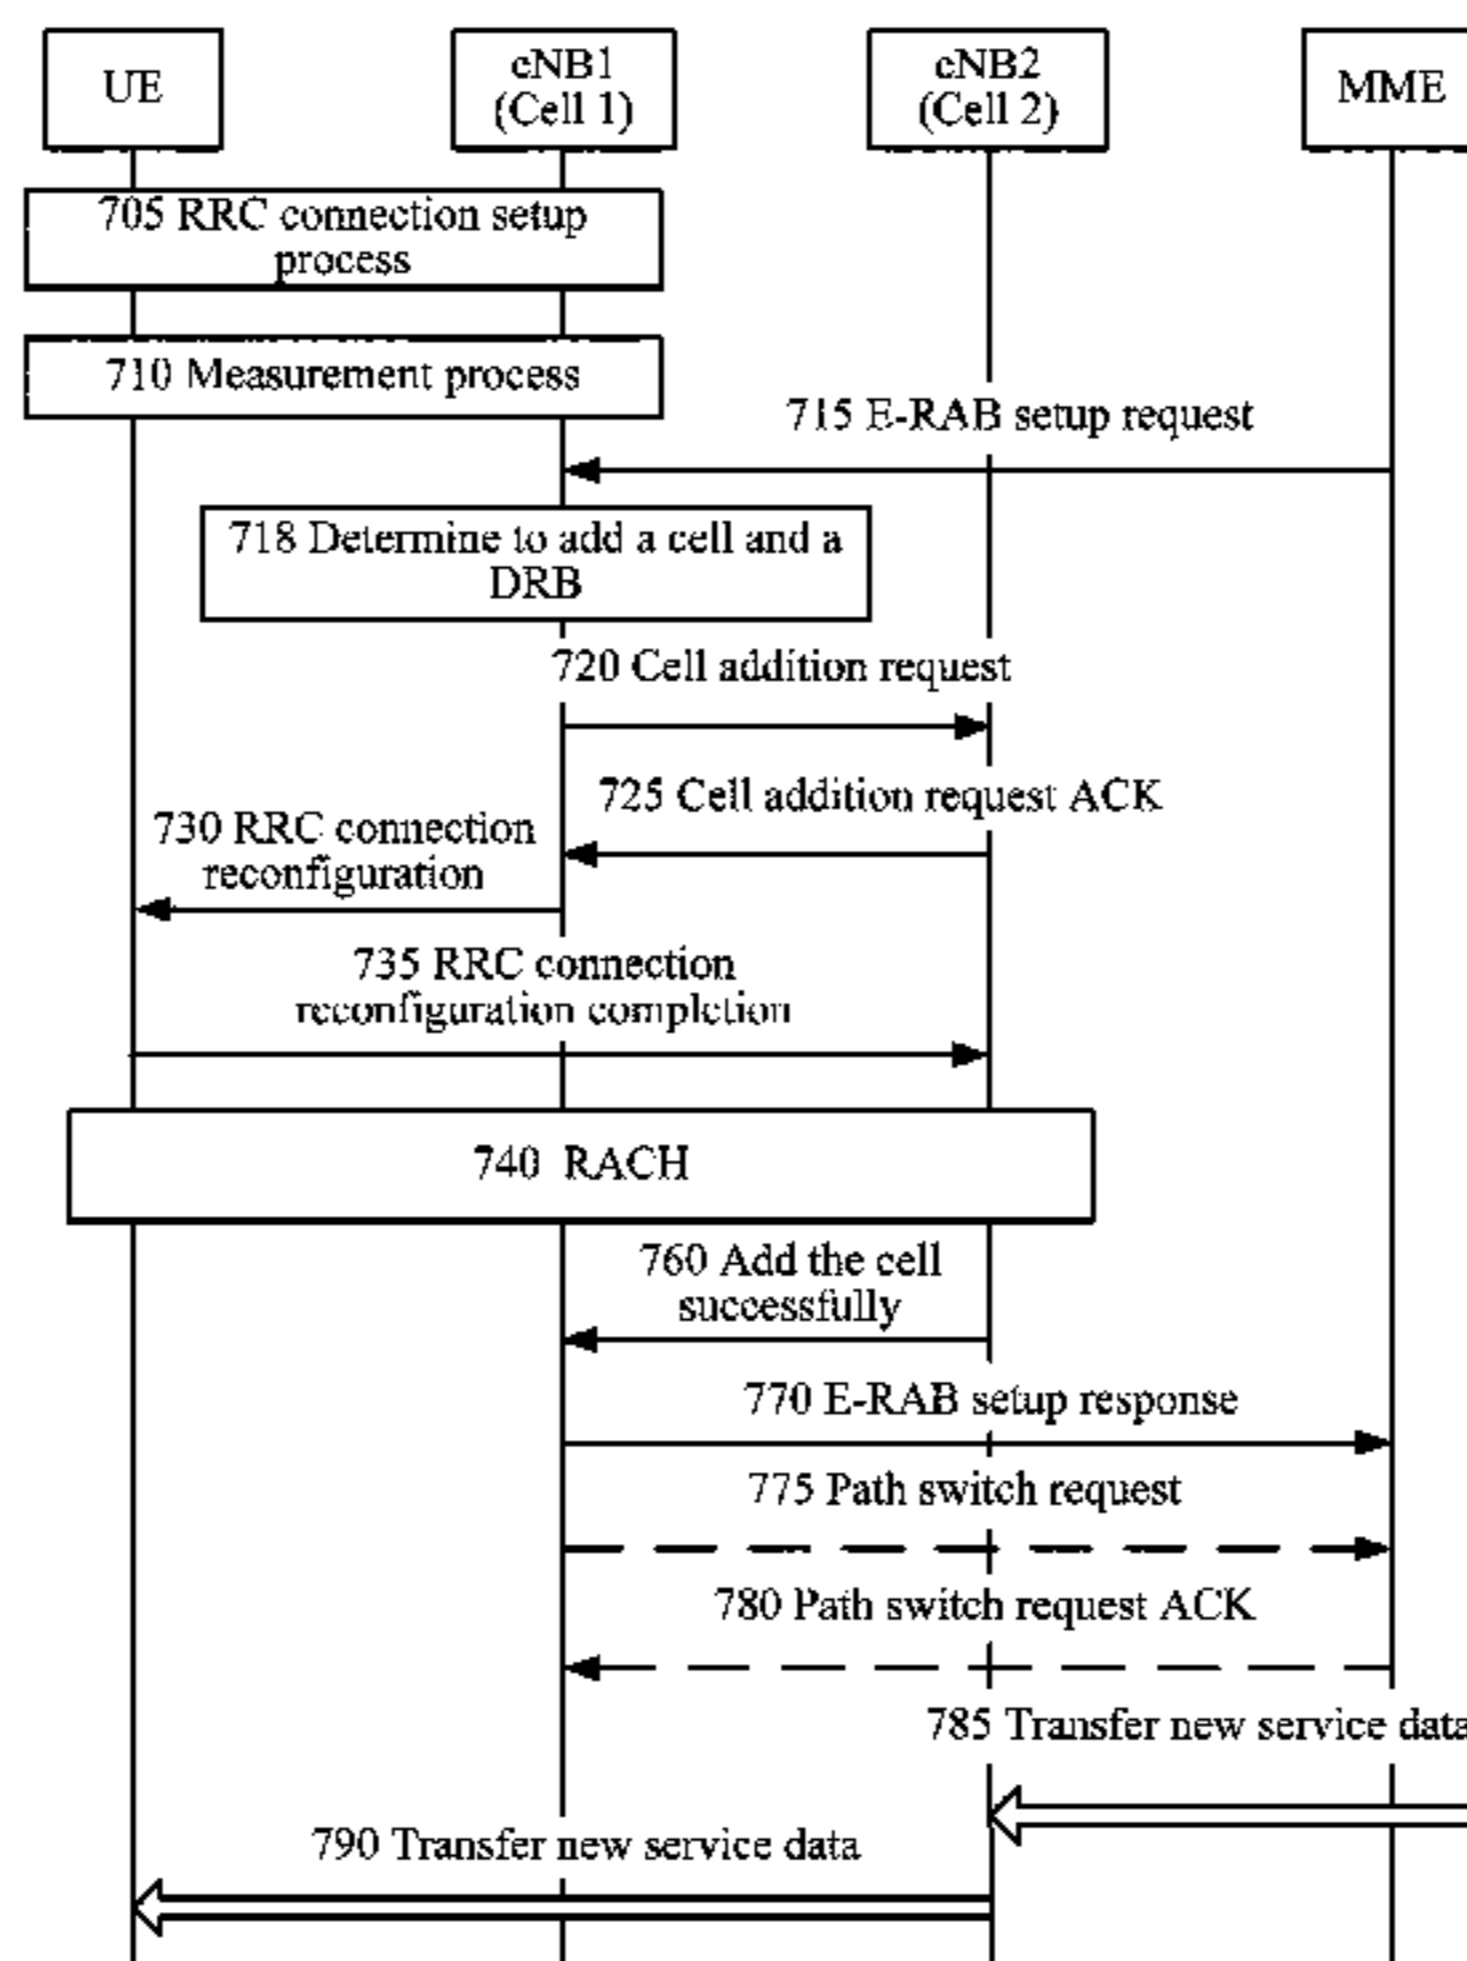 UE
eNB1
(Cell 1)
eNB2
(Cell 2)
MME
705 RRC connection setup
process
710 Measurement process
715 E-RAB setup request
718 Determine to add a cell and a
DRB
720 Cell addition request
725 Cell addition request ACK
730 RRC connection
reconfiguration
735 RRC connection
reconfiguration completion
740 RACH
760 Add the cell
successfully
770 E-RAB setup response
775 Path switch request
780 Path switch request ACK
785 Transfer new service data
790 Transfer new service data